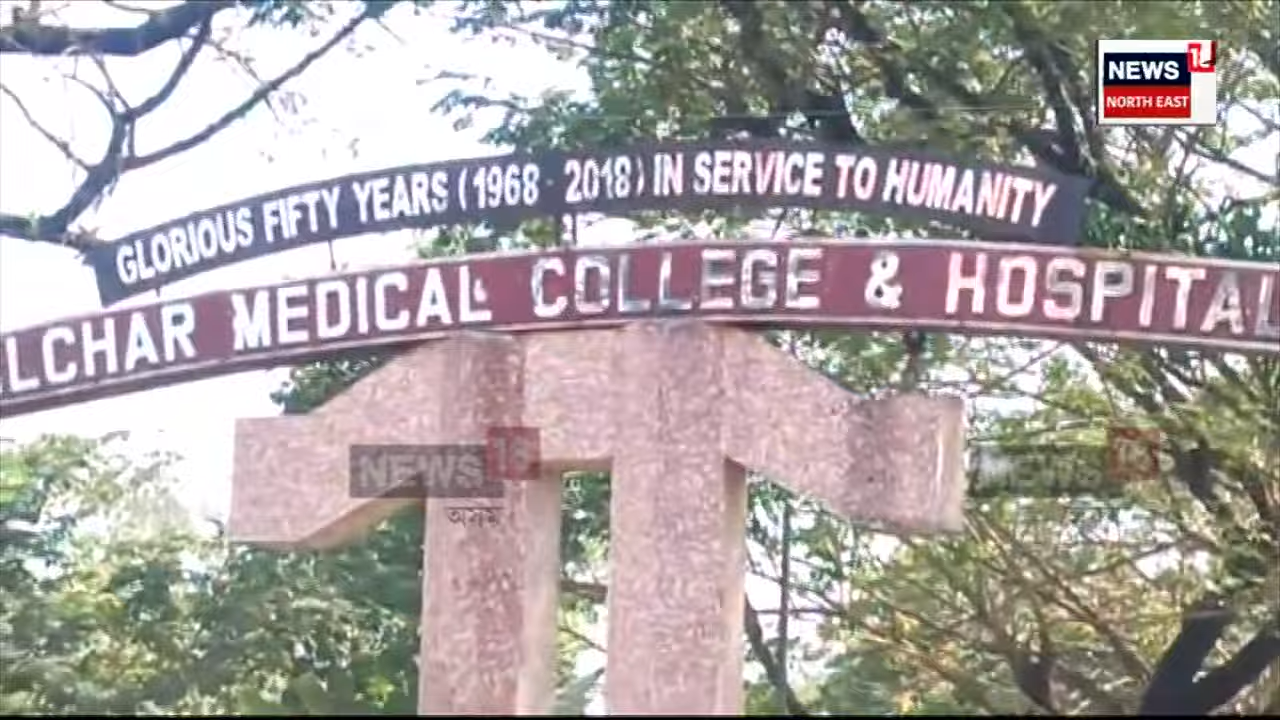 NEWS 18
NORTH EAST
GLORIOUS FIFTY YEARS (1968 - 2018) IN SERVICE TO HUMANITY
LCHAR MEDICAL COLLEGE & HOSPITAL
NEWS 18
অসম
NEWS 18